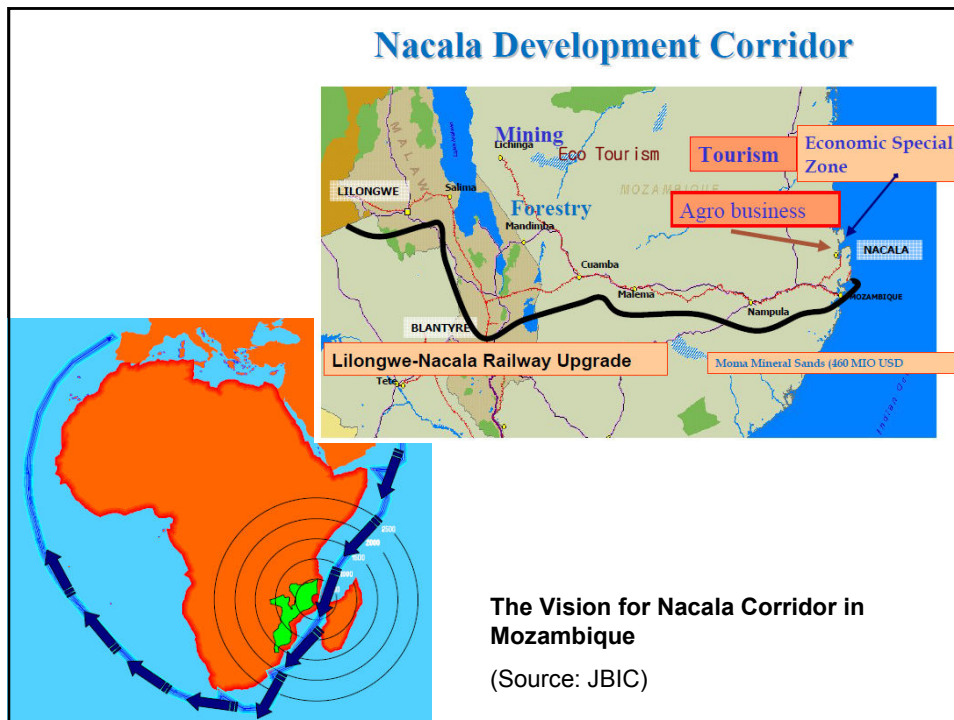 Nacala Development Corridor
MALAWI
Mining
Lichinga
Eco Tourism
Tourism
Economic Special
Zone
LILONGWE
Salima
MOZAMBIQUE
Forestry
Agro business
Mandimba
NACALA
Cuamba
Malema
MOZAMBIQUE
Nampula
BLANTYRE
Lilongwe-Nacala Railway Upgrade
Moma Mineral Sands (460 MIO USD
Tete
2500
2000
The Vision for Nacala Corridor in
Mozambique
(Source: JBIC)